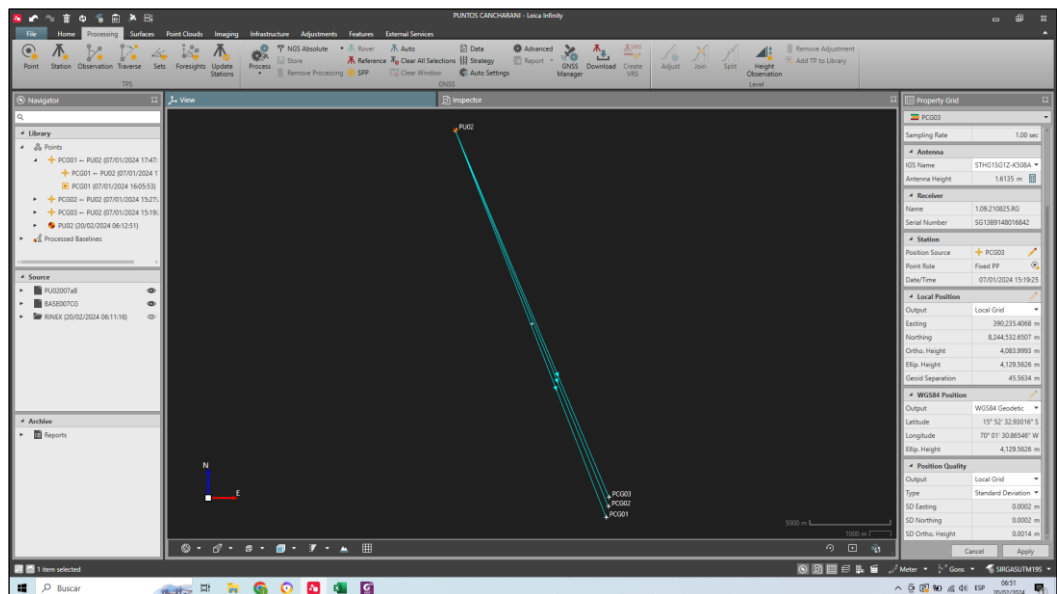 PUNTOS CANCHARANI - Leica Infinity
File Home Processing Surfaces Point Clouds Imaging Infrastructure Adjustments Features External Services
Point Station Observation Traverse Sets Foresights Update Stations
TPS
Process NGS Absolute Store Remove Processing
Rover Reference SPP
Auto Clear All Selections Clear Window
Data Strategy Auto Settings
Advanced Report
GNSS Manager Download Create VRS
GNSS
Adjust Join Split Height Observation
Remove Adjustment
Add TP to Library
Level
Navigator
Library
Points
PCG01 ← PU02 (07/01/2024 17:47:
PCG01 ← PU02 (07/01/2024 1
PCG01 (07/01/2024 16:05:53)
PCG02 ← PU02 (07/01/2024 15:27:
PCG03 ← PU02 (07/01/2024 15:19:
PU02 (20/02/2024 06:12:51)
Processed Baselines
Source
PU02007a8
BASE007CG
RINEX (20/02/2024 06:11:16)
Archive
Reports
View
Inspector
PU02
PCG03
PCG02
PCG01
N
E
5000 m
1000 m
Property Grid
PCG03
Sampling Rate 1.00 sec
Antenna
IGS Name STHG1SG1Z-K508A
Antenna Height 1.6135 m
Receiver
Name 1.09-210825.RG
Serial Number SG13B9148016842
Station
Position Source PCG03
Point Role Fixed PP
Date/Time 07/01/2024 15:19:25
Local Position
Output Local Grid
Easting 390,235.4068 m
Northing 8,244,532.6507 m
Ortho. Height 4,083.9993 m
Ellip. Height 4,129.5626 m
Geoid Separation 45.5634 m
WGS84 Position
Output WGS84 Geodetic
Latitude 15° 52' 32.93016" S
Longitude 70° 01' 30.86546" W
Ellip. Height 4,129.5626 m
Position Quality
Output Local Grid
Type Standard Deviation
SD Easting 0.0002 m
SD Northing 0.0002 m
SD Ortho. Height 0.0014 m
Cancel Apply
1 item selected
Meter Gons SIRGASUTM19S
Buscar
ESP
06:51
20/02/2024